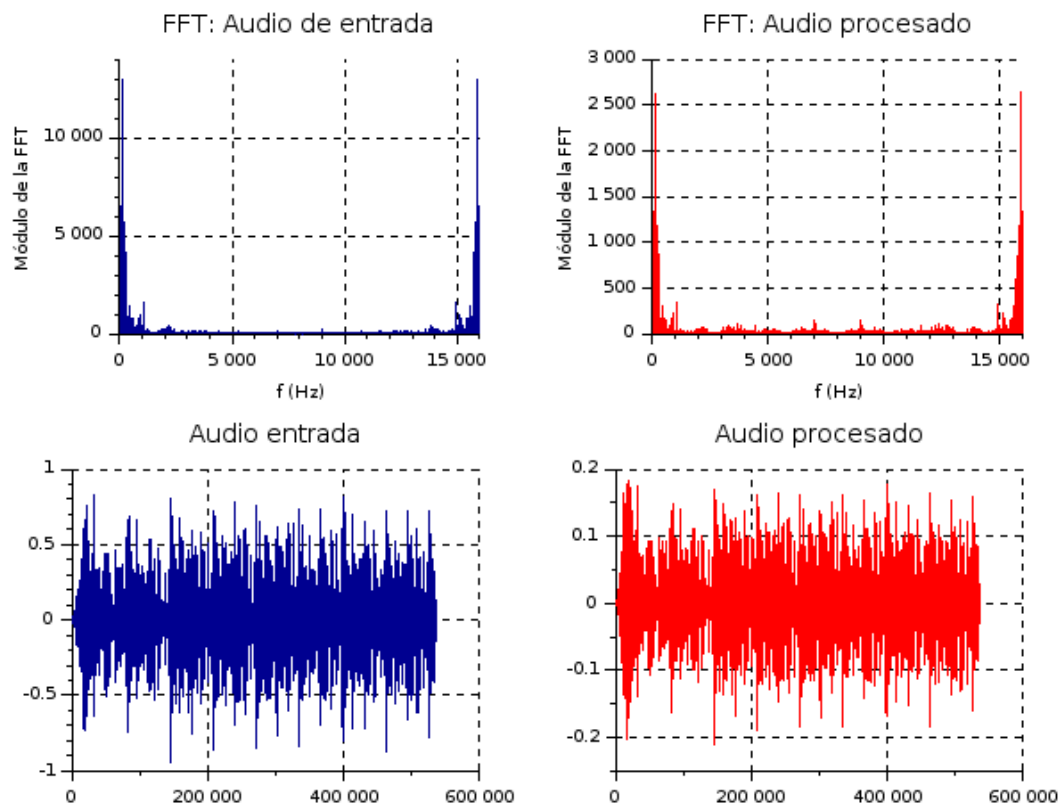 FFT: Audio de entrada
10 000
5 000
0
Módulo de la FFT
0 5 000 10 000 15 000
f (Hz)
FFT: Audio procesado
3 000
2 500
2 000
1 500
1 000
500
0
Módulo de la FFT
0 5 000 10 000 15 000
f (Hz)
Audio entrada
1
0.5
0
-0.5
-1
0 200 000 400 000 600 000
Audio procesado
0.2
0.1
0
-0.1
-0.2
0 200 000 400 000 600 000